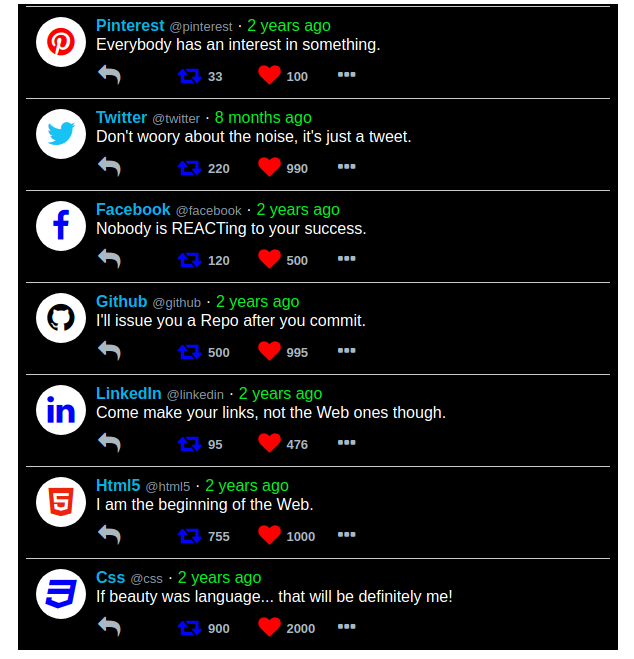 Pinterest @pinterest · 2 years ago
Everybody has an interest in something.
33 100
Twitter @twitter · 8 months ago
Don't woory about the noise, it's just a tweet.
220 990
Facebook @facebook · 2 years ago
Nobody is REACTing to your success.
120 500
Github @github · 2 years ago
I'll issue you a Repo after you commit.
500 995
LinkedIn @linkedin · 2 years ago
Come make your links, not the Web ones though.
95 476
Html5 @html5 · 2 years ago
I am the beginning of the Web.
755 1000
Css @css · 2 years ago
If beauty was language... that will be definitely me!
900 2000